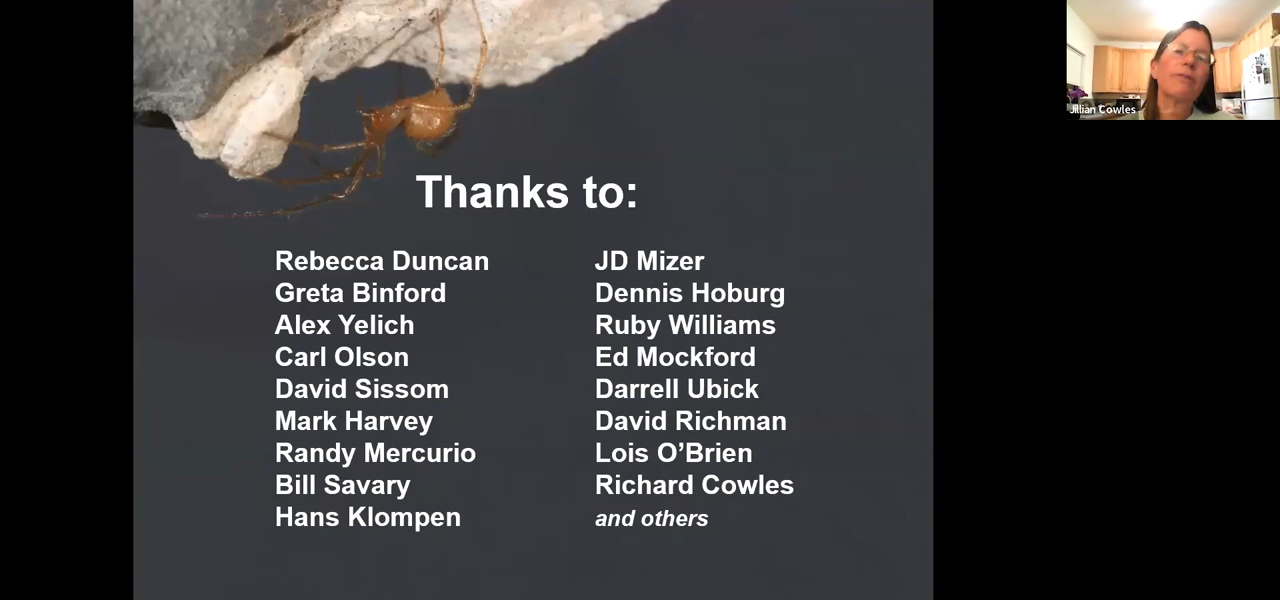 Thanks to:
Rebecca Duncan
Greta Binford
Alex Yelich
Carl Olson
David Sissom
Mark Harvey
Randy Mercurio
Bill Savary
Hans Klompen
JD Mizer
Dennis Hoburg
Ruby Williams
Ed Mockford
Darrell Ubick
David Richman
Lois O’Brien
Richard Cowles
and others
Jillian Cowles